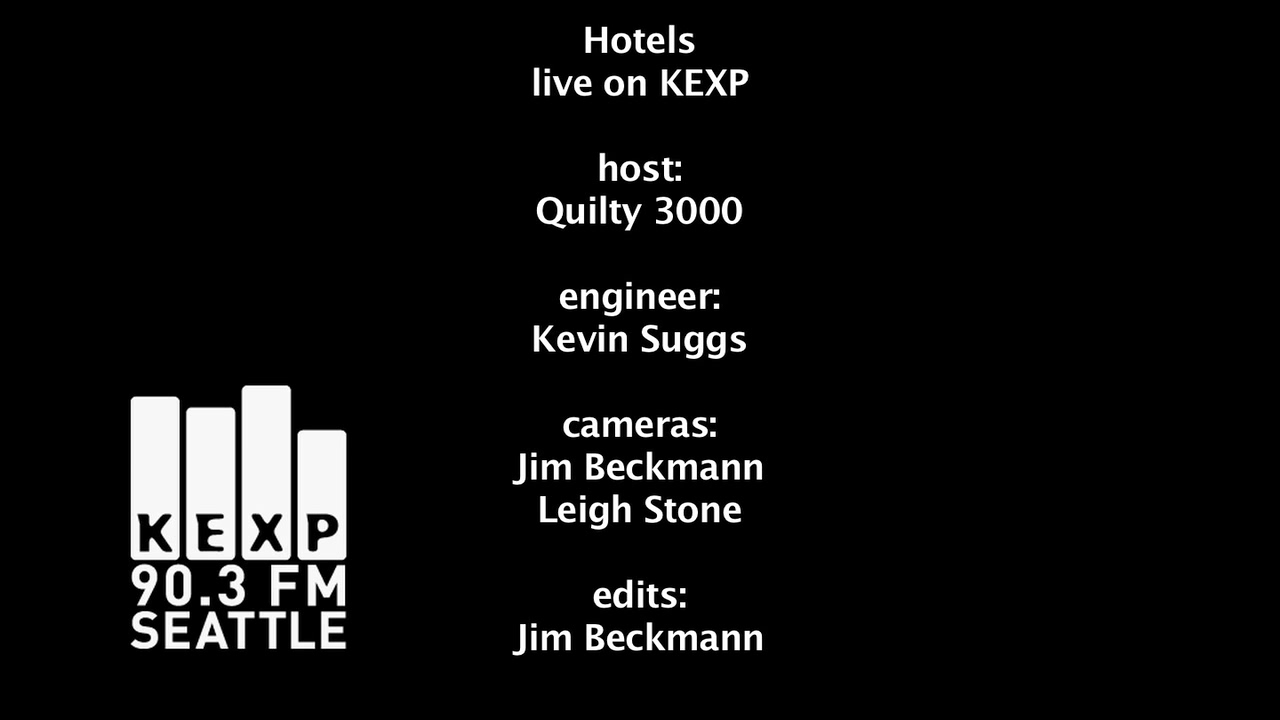 Hotels
live on KEXP
host:
Quilty 3000
engineer:
Kevin Suggs
cameras:
Jim Beckmann
Leigh Stone
edits:
Jim Beckmann
KEXP
90.3 FM
SEATTLE